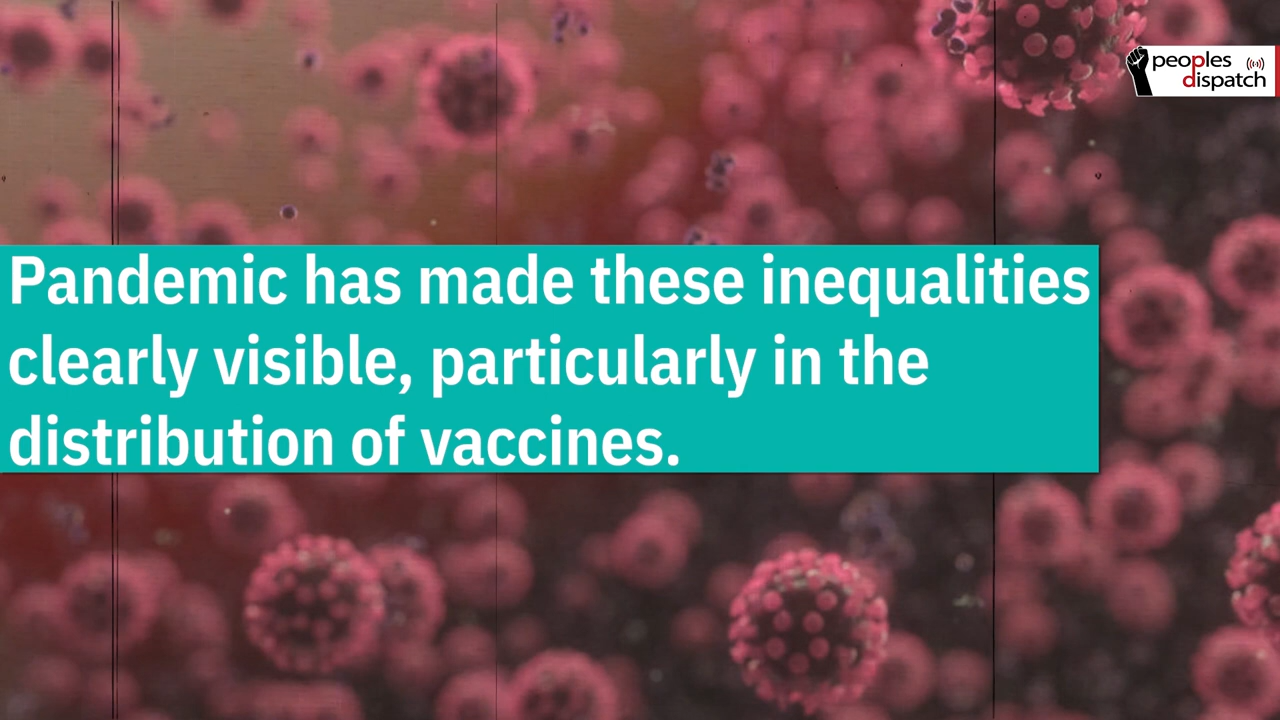 peoples
dispatch
Pandemic has made these inequalities
clearly visible, particularly in the
distribution of vaccines.